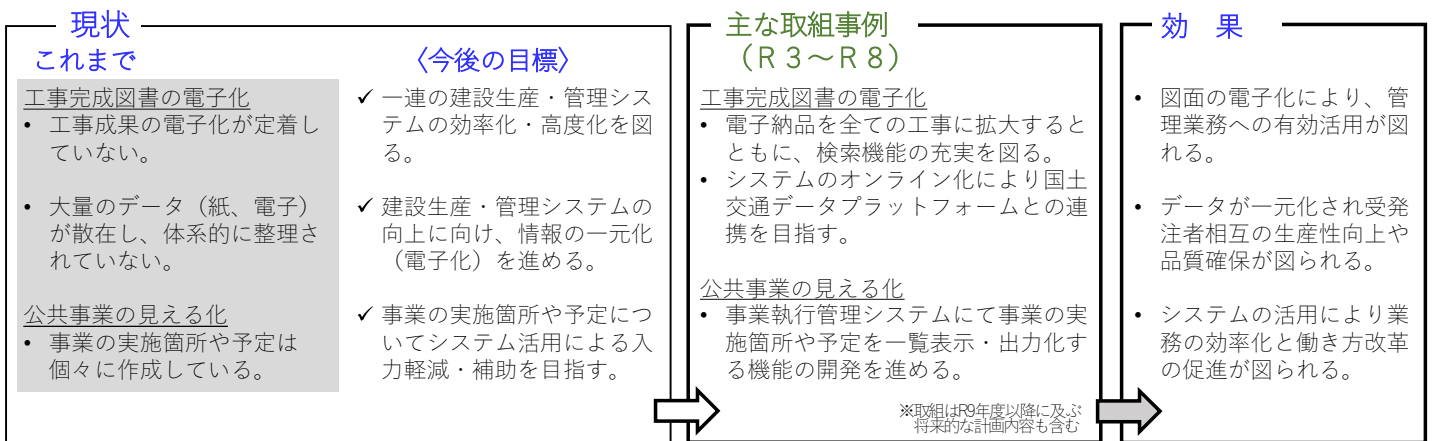 現状
これまで
工事完成図書の電子化
• 工事成果の電子化が定着し
ていない。
• 大量のデータ（紙、電子）
が散在し、体系的に整理さ
れていない。
公共事業の見える化
• 事業の実施箇所や予定は
個々に作成している。
〈今後の目標〉
✓ 一連の建設生産・管理シス
テムの効率化・高度化を図
る。
✓ 建設生産・管理システムの
向上に向け、情報の一元化
（電子化）を進める。
✓ 事業の実施箇所や予定につ
いてシステム活用による入
力軽減・補助を目指す。
主な取組事例
（Ｒ３～Ｒ８）
工事完成図書の電子化
• 電子納品を全ての工事に拡大すると
ともに、検索機能の充実を図る。
• システムのオンライン化により国土
交通データプラットフォームとの連
携を目指す。
公共事業の見える化
• 事業執行管理システムにて事業の実
施箇所や予定を一覧表示・出力化す
る機能の開発を進める。
※取組はR9年度以降に及ぶ
将来的な計画内容も含む
効　果
• 図面の電子化により、管
理業務への有効活用が図
れる。
• データが一元化され受発
注者相互の生産性向上や
品質確保が図られる。
• システムの活用により業
務の効率化と働き方改革
の促進が図られる。